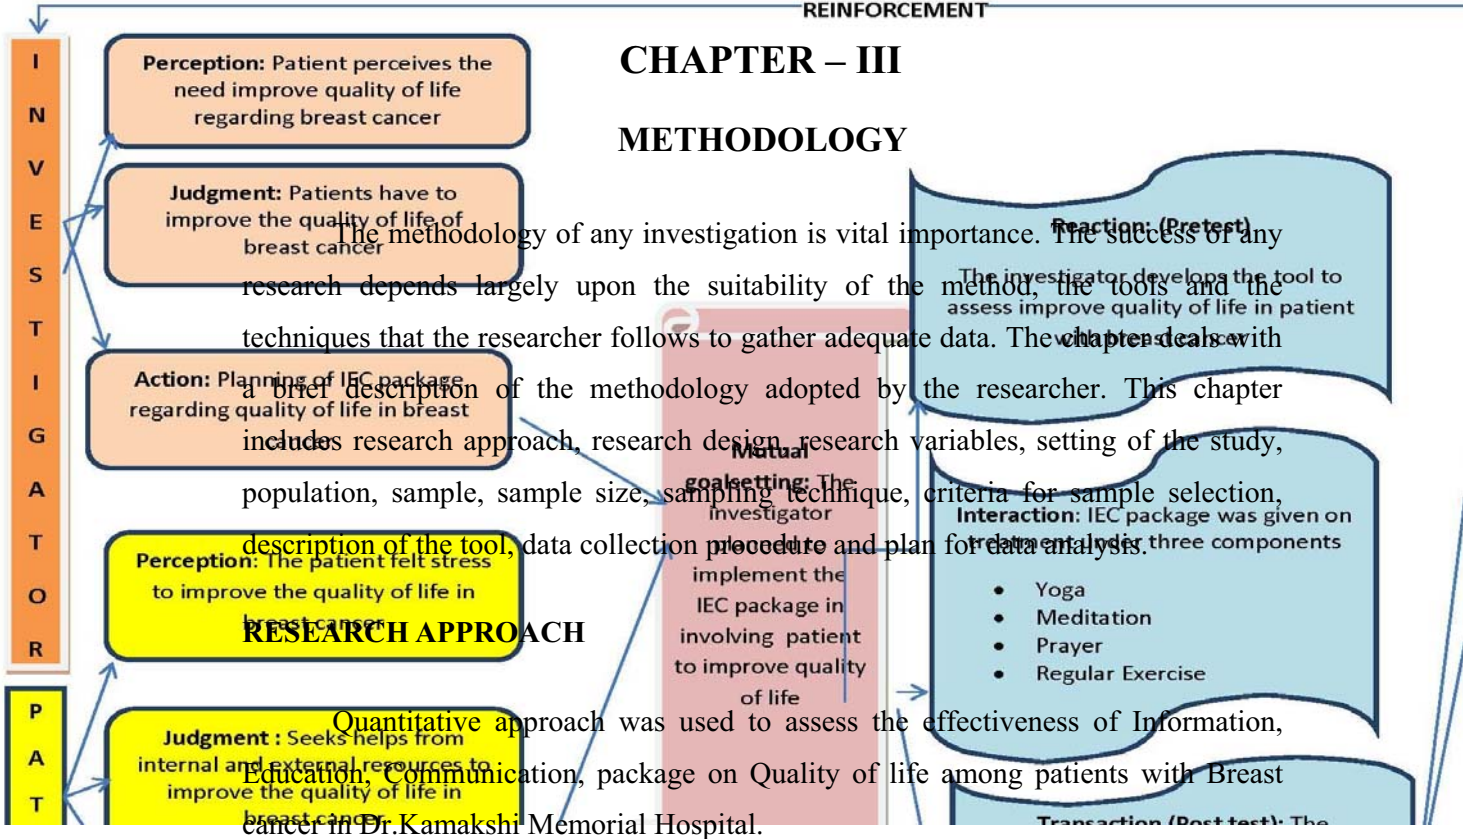 REINFORCEMENT
I
N
V
E
S
T
I
G
A
T
O
R
Perception: Patient perceives the
need improve quality of life
regarding breast cancer
Judgment: Patients have to
improve the quality of life of
breast cancer
Action: Planning of IEC package
regarding quality of life in breast
cancer
P
A
T
Perception: The patient felt stress
to improve the quality of life in
breast cancer
Judgment : Seeks helps from
internal and external resources to
improve the quality of life in
breast cancer
Mutual
goalsetting: The
investigator
planned to
implement the
IEC package in
involving patient
to improve quality
of life
Reaction: (Pretest)
The investigator develops the tool to
assess improve quality of life in patient
with breast cancer
Interaction: IEC package was given on
treatment under three components
• Yoga
• Meditation
• Prayer
• Regular Exercise
Transaction (Post test): The
CHAPTER – III
METHODOLOGY
The methodology of any investigation is vital importance. The success of any
research depends largely upon the suitability of the method, the tools and the
techniques that the researcher follows to gather adequate data. The chapter deals with
a brief description of the methodology adopted by the researcher. This chapter
includes research approach, research design, research variables, setting of the study,
population, sample, sample size, sampling technique, criteria for sample selection,
description of the tool, data collection procedure and plan for data analysis.
RESEARCH APPROACH
Quantitative approach was used to assess the effectiveness of Information,
Education, Communication, package on Quality of life among patients with Breast
cancer in Dr.Kamakshi Memorial Hospital.